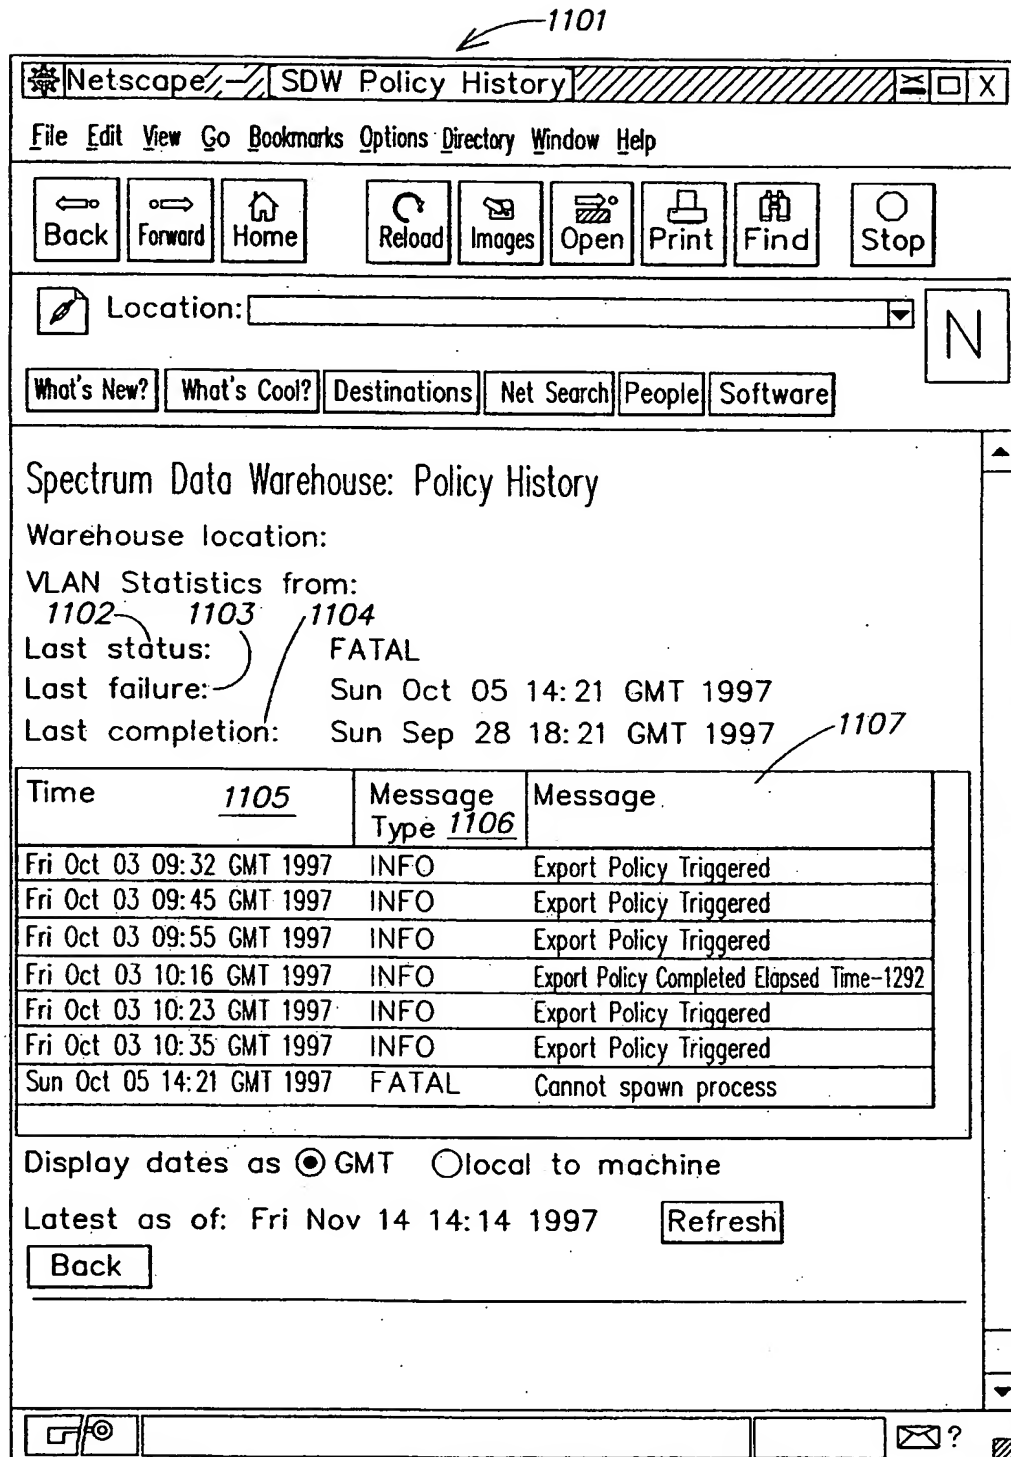 1101
Netscape - SDW Policy History X
File Edit View Go Bookmarks Options Directory Window Help
Back Forward Home Reload Images Open Print Find Stop
Location:
N
What's New? What's Cool? Destinations Net Search People Software
Spectrum Data Warehouse: Policy History
Warehouse location:
VLAN Statistics from:
1102 1103 1104
Last status: FATAL
Last failure: Sun Oct 05 14:21 GMT 1997
Last completion: Sun Sep 28 18:21 GMT 1997
1107
Time 1105 Message Type 1106 Message
Fri Oct 03 09:32 GMT 1997 INFO Export Policy Triggered
Fri Oct 03 09:45 GMT 1997 INFO Export Policy Triggered
Fri Oct 03 09:55 GMT 1997 INFO Export Policy Triggered
Fri Oct 03 10:16 GMT 1997 INFO Export Policy Completed Elapsed Time-1292
Fri Oct 03 10:23 GMT 1997 INFO Export Policy Triggered
Fri Oct 03 10:35 GMT 1997 INFO Export Policy Triggered
Sun Oct 05 14:21 GMT 1997 FATAL Cannot spawn process
Display dates as GMT local to machine
Latest as of: Fri Nov 14 14:14 1997 Refresh
Back
?